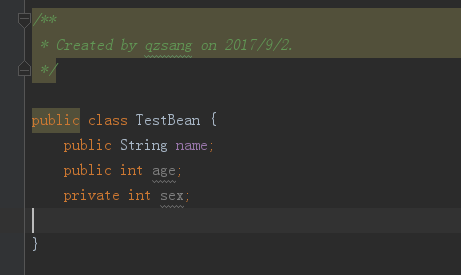 /**
 * Created by qzsang on 2017/9/2.
 */
public class TestBean {
    public String name;
    public int age;
    private int sex;
}